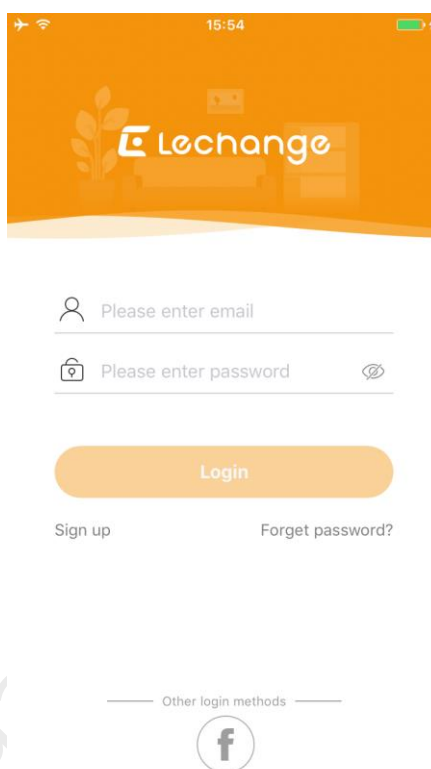 15:54
Lechange
Please enter email
Please enter password
Login
Sign up
Forget password?
Other login methods
f